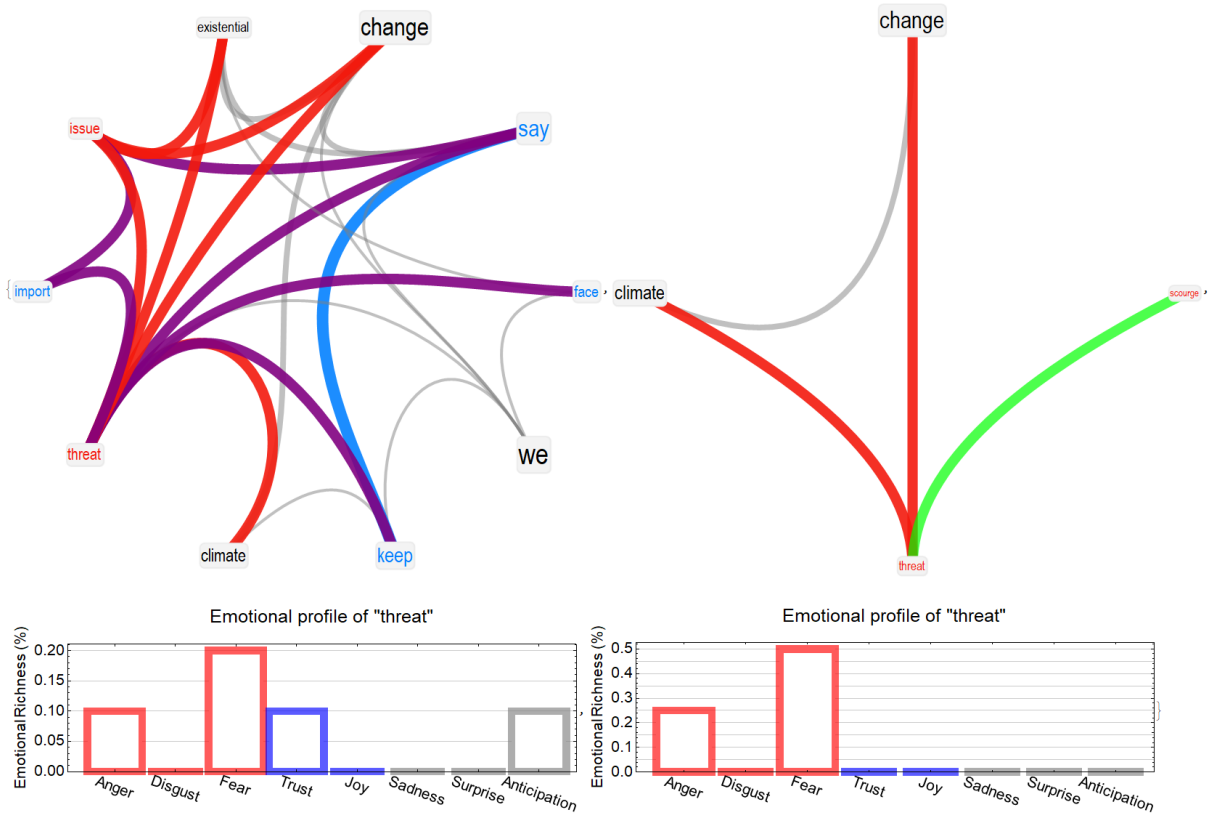 existential
change
issue
say
{
import
face
,
threat
we
climate
keep
change
climate
scourge
,
threat
Emotional profile of "threat"
Emotional Richness (%)
0.20
0.15
0.10
0.05
0.00
Anger
Disgust
Fear
Trust
Joy
Sadness
Surprise
Anticipation
,
Emotional profile of "threat"
Emotional Richness (%)
0.5
0.4
0.3
0.2
0.1
0.0
Anger
Disgust
Fear
Trust
Joy
Sadness
Surprise
Anticipation
}